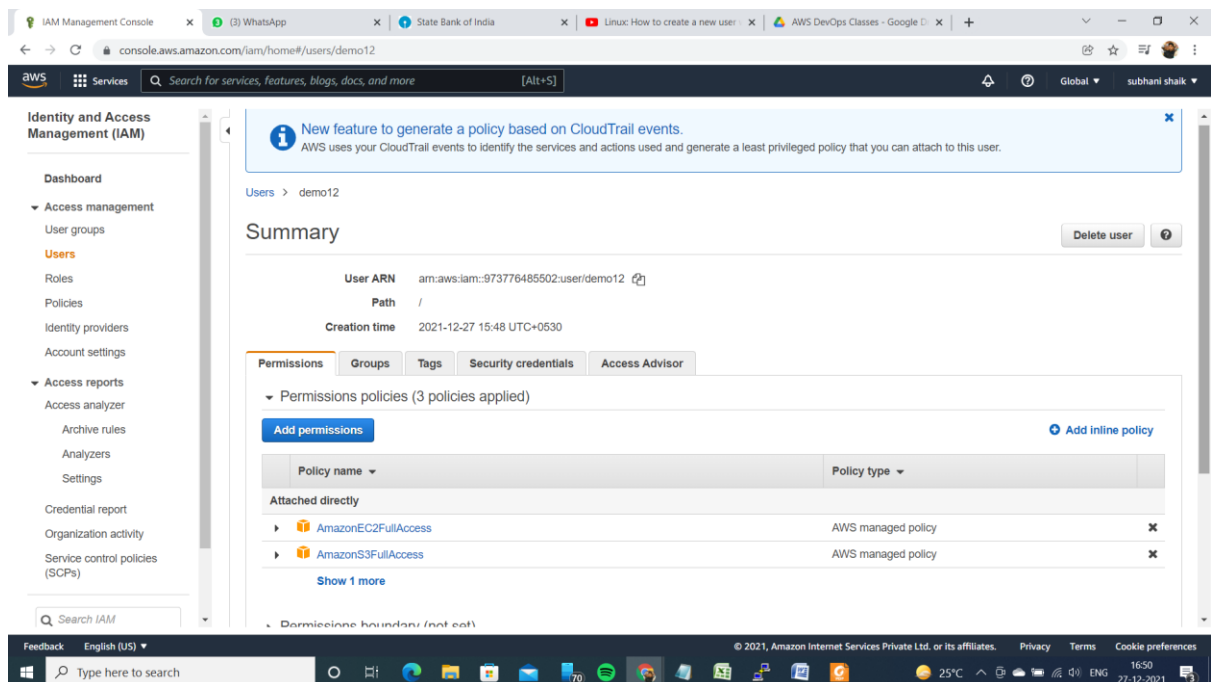 IAM Management Console
(3) WhatsApp
State Bank of India
Linux: How to create a new user
AWS DevOps Classes - Google D
console.aws.amazon.com/iam/home#/users/demo12
aws Services Search for services, features, blogs, docs, and more [Alt+S] Global subhani shaik
Identity and Access
Management (IAM)
Dashboard
Access management
User groups
Users
Roles
Policies
Identity providers
Account settings
Access reports
Access analyzer
Archive rules
Analyzers
Settings
Credential report
Organization activity
Service control policies
(SCPs)
Search IAM
New feature to generate a policy based on CloudTrail events.
AWS uses your CloudTrail events to identify the services and actions used and generate a least privileged policy that you can attach to this user.
Users > demo12
Summary
Delete user
User ARN arn:aws:iam::973776485502:user/demo12
Path /
Creation time 2021-12-27 15:48 UTC+0530
Permissions Groups Tags Security credentials Access Advisor
Permissions policies (3 policies applied)
Add permissions
Add inline policy
Policy name Policy type
Attached directly
AmazonEC2FullAccess AWS managed policy
AmazonS3FullAccess AWS managed policy
Show 1 more
Permissions boundary (not set)
Feedback English (US) © 2021, Amazon Internet Services Private Ltd. or its affiliates. Privacy Terms Cookie preferences
Type here to search
70
25°C ENG
16:50
27-12-2021
3